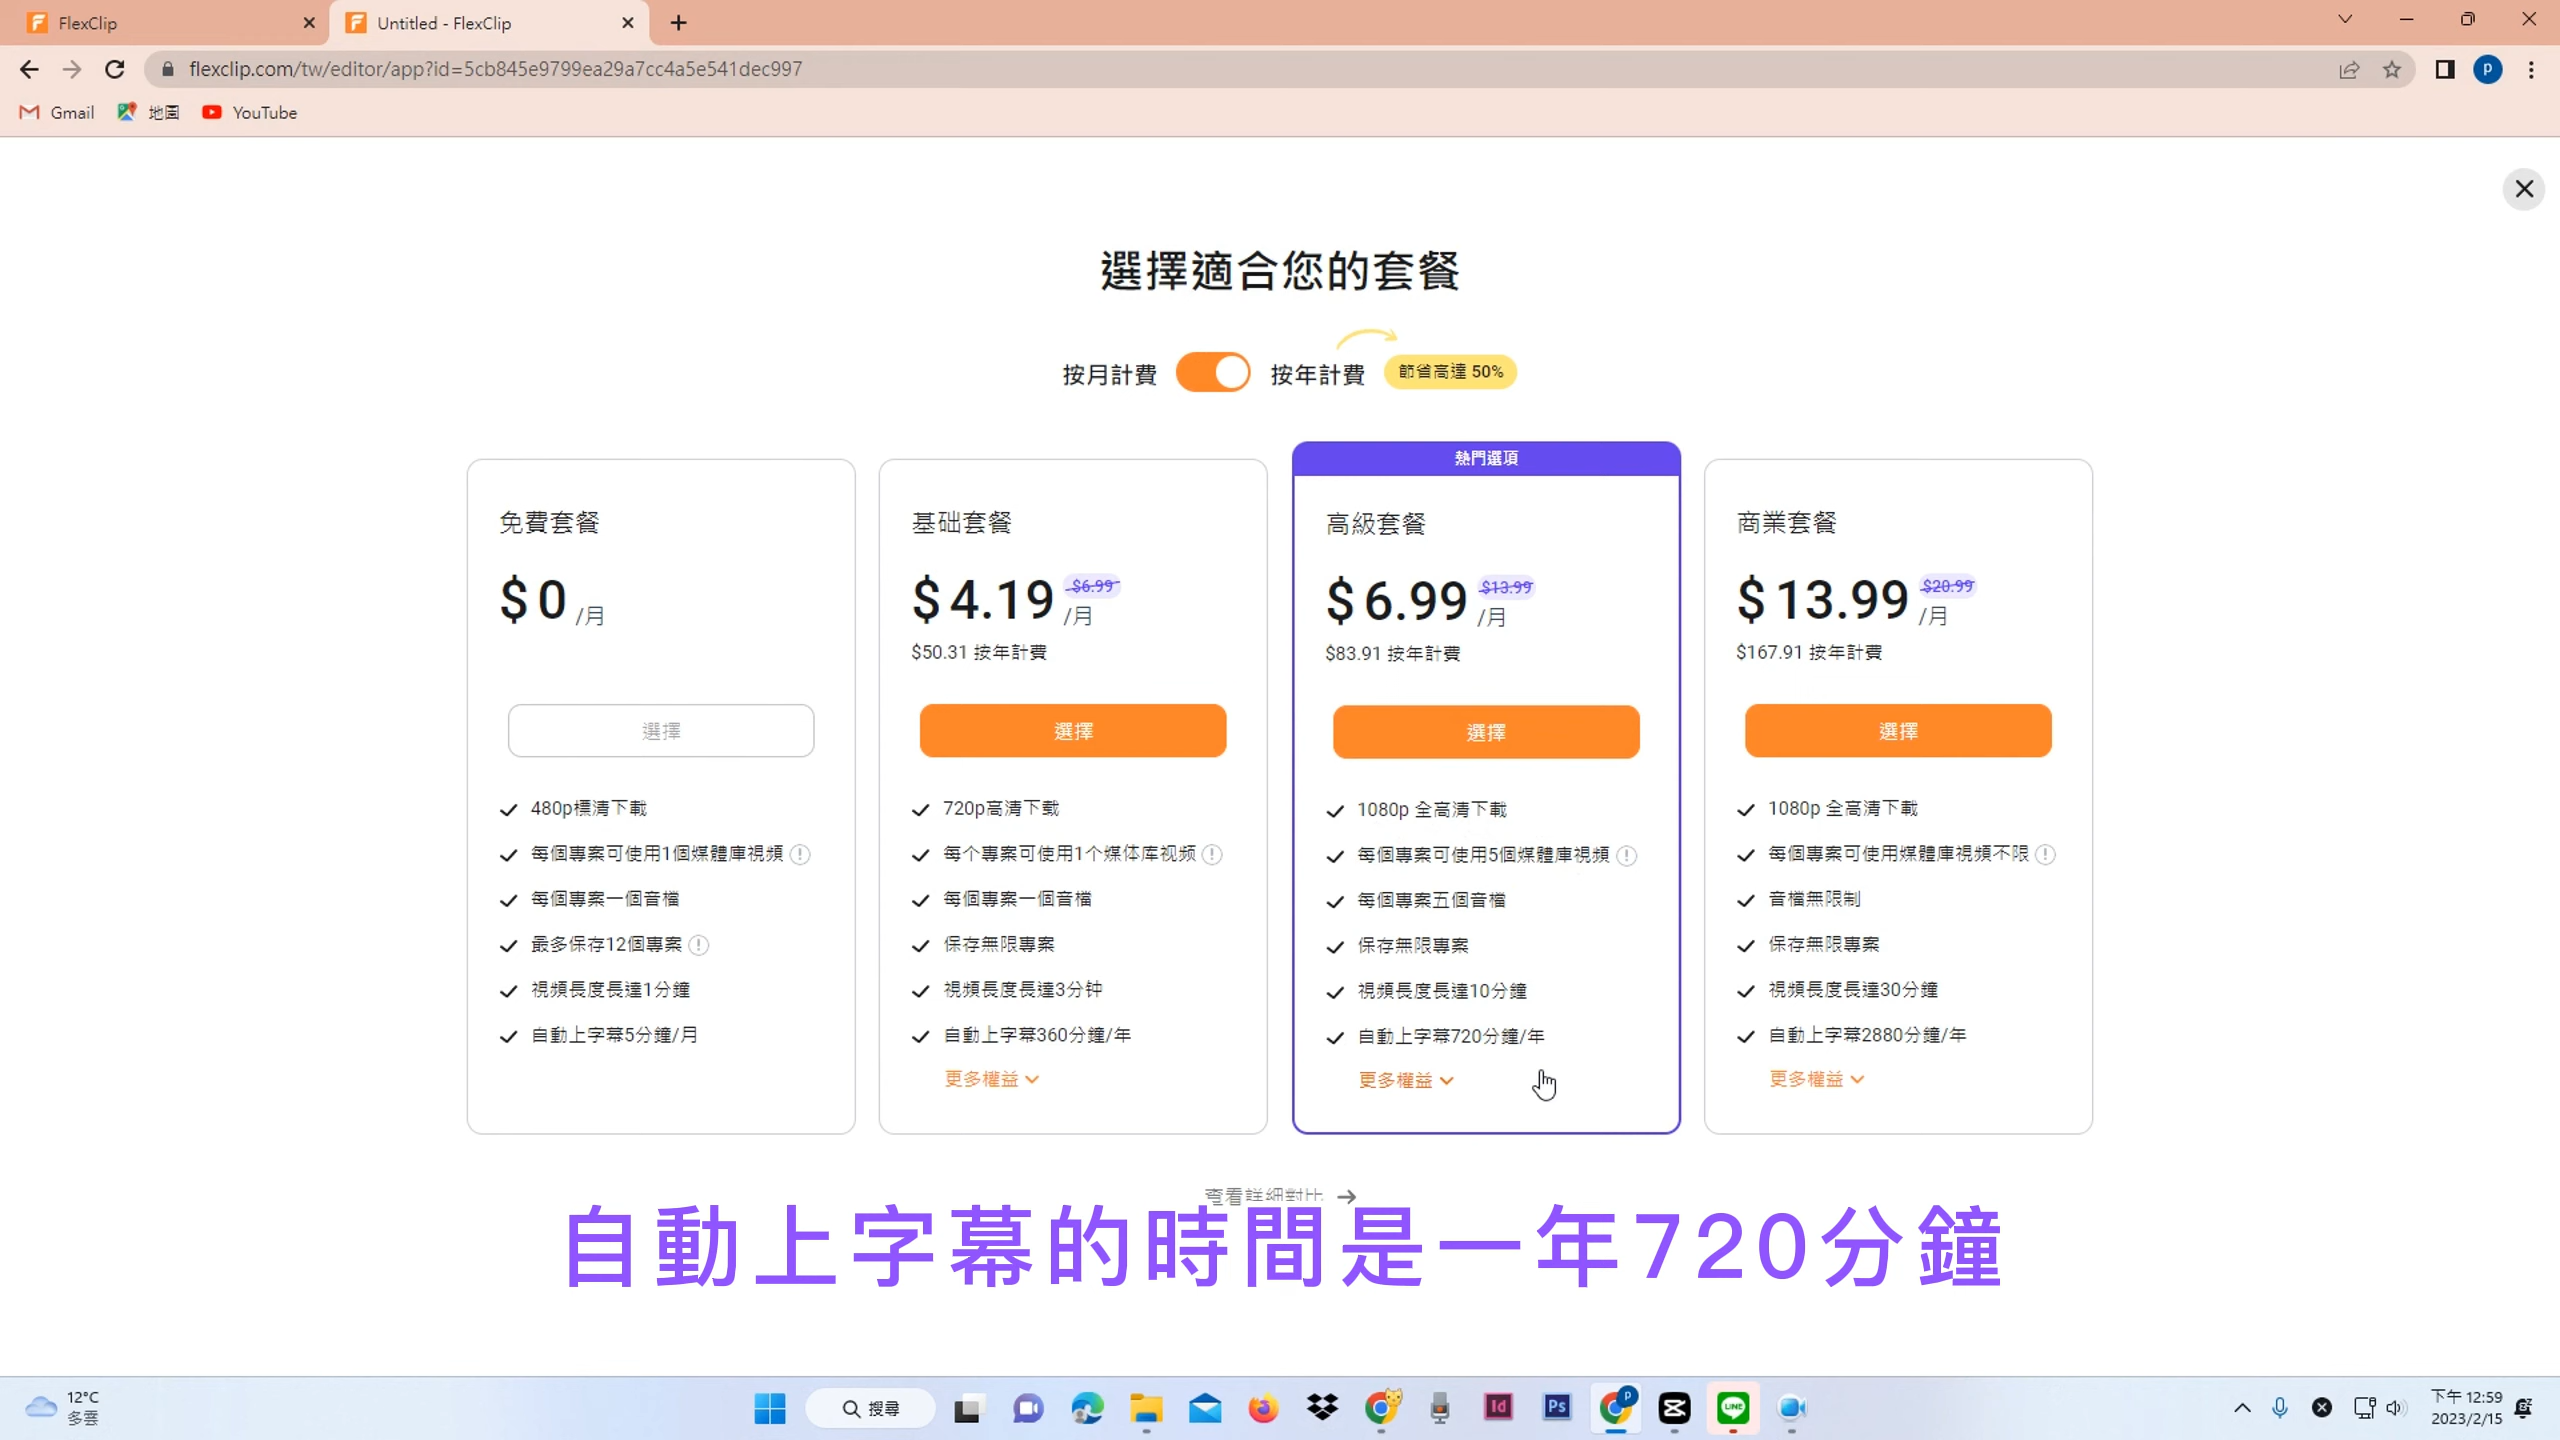 FlexClip
Untitled - FlexClip
flexclip.com/tw/editor/app?id=5cb845e9799ea29a7cc4a5e541dec997
P
Gmail
地圖
YouTube
選擇適合您的套餐
按月計費
按年計費
節省高達 50%
熱門選項
免費套餐
$0 /月
選擇
480p標清下載
每個專案可使用1個媒體庫視頻
每個專案一個音檔
最多保存12個專案
視頻長度長達1分鐘
自動上字幕5分鐘/月
基础套餐
$4.19 $6.99 /月
$50.31 按年計費
選擇
720p高清下载
每个專案可使用1个媒体库视频
每個專案一個音檔
保存無限專案
視頻長度長達3分钟
自動上字幕360分鐘/年
更多權益
高級套餐
$6.99 $13.99 /月
$83.91 按年計費
選擇
1080p 全高清下載
每個專案可使用5個媒體庫視頻
每個專案五個音檔
保存無限專案
視頻長度長達10分鐘
自動上字幕720分鐘/年
更多權益
商業套餐
$13.99 $20.99 /月
$167.91 按年計費
選擇
1080p 全高清下載
每個專案可使用媒體庫視頻不限
音檔無限制
保存無限專案
視頻長度長達30分鐘
自動上字幕2880分鐘/年
更多權益
查看詳細對比
自動上字幕的時間是一年720分鐘
12°C
多雲
搜尋
Id
Ps
P
LINE
下午 12:59
2023/2/15